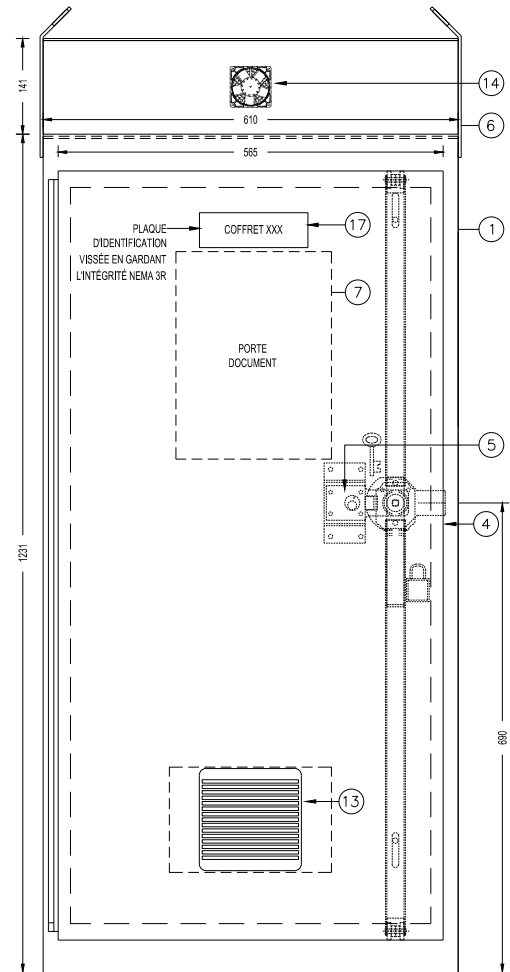 14
141
610
6
565
PLAQUE
D'IDENTIFICATION
VISSÉE EN GARDANT
L'INTÉGRITÉ NEMA 3R
COFFRET XXX
17
1
7
PORTE
DOCUMENT
5
4
1231
690
13